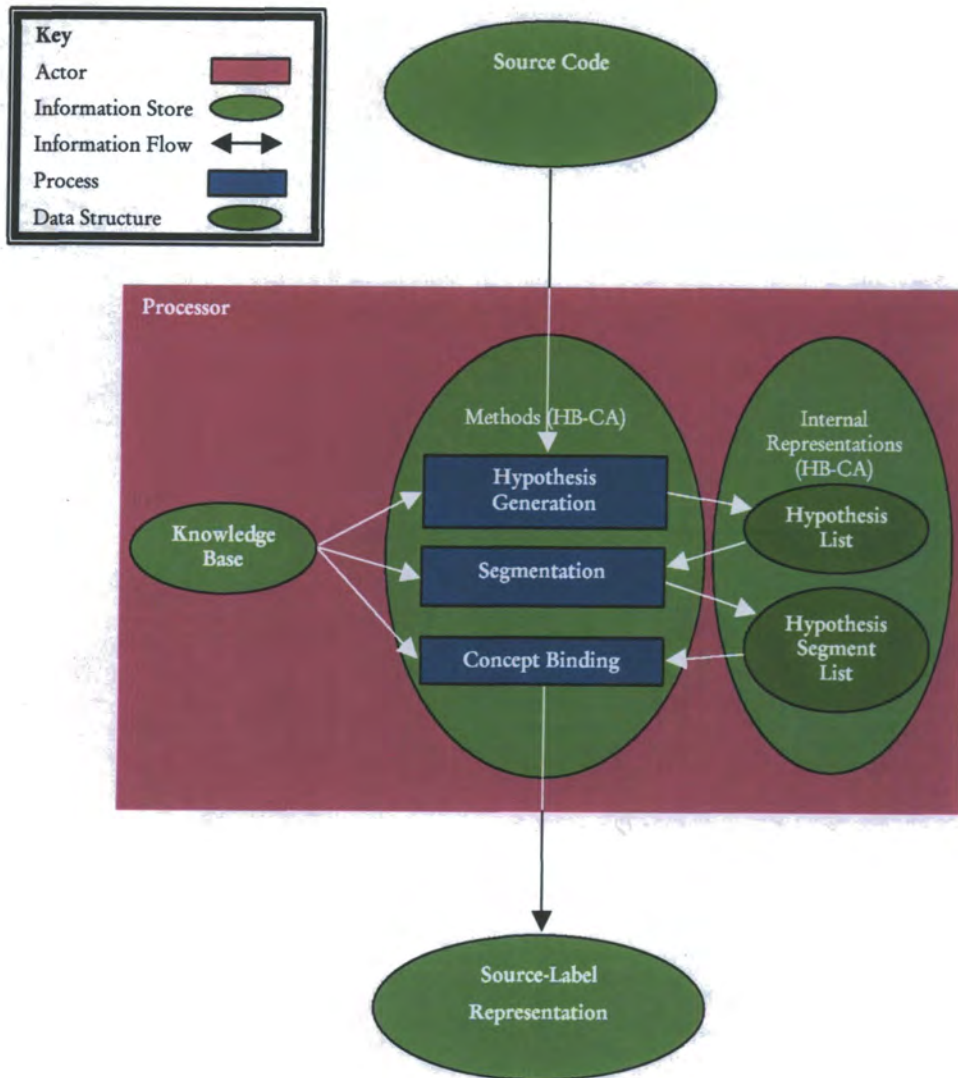 Key
Actor
Information Store
Information Flow
Process
Data Structure
Source Code
Processor
Methods (HB-CA)
Internal
Representations
(HB-CA)
Hypothesis
Generation
Hypothesis
List
Knowledge
Base
Segmentation
Hypothesis
Segment
List
Concept Binding
Source-Label
Representation